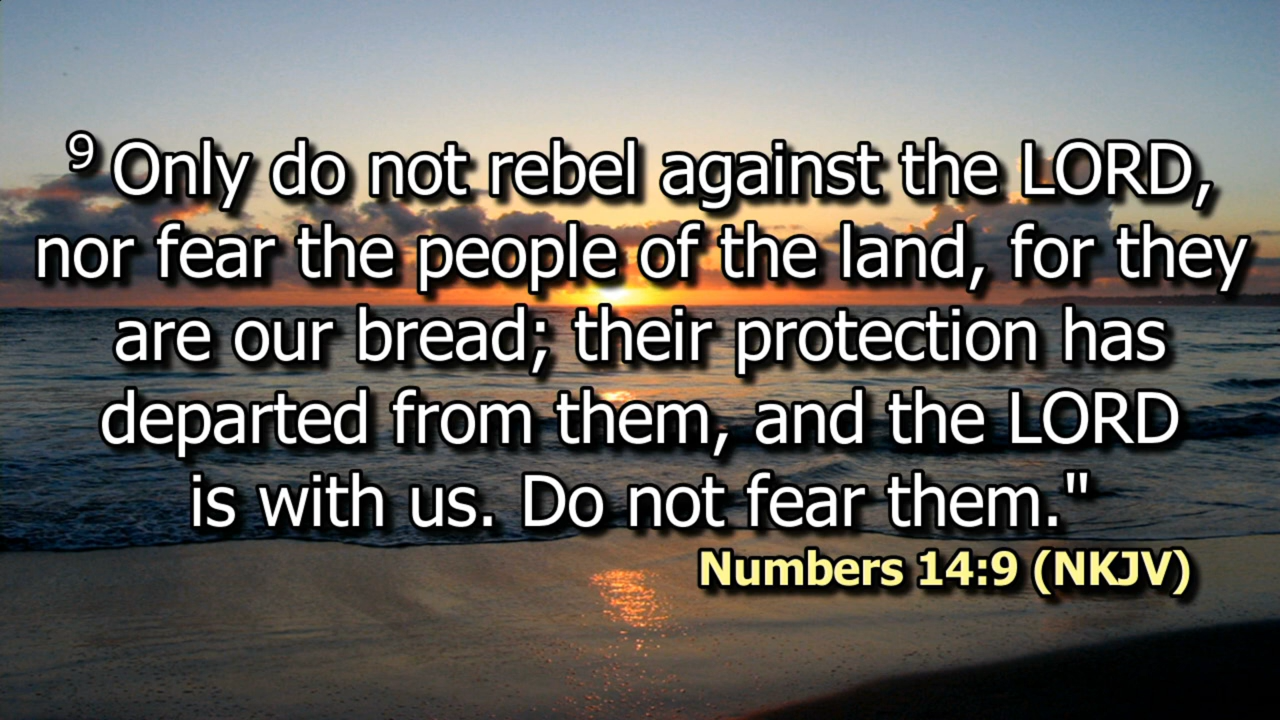 9 Only do not rebel against the LORD,
nor fear the people of the land, for they
are our bread; their protection has
departed from them, and the LORD
is with us. Do not fear them."
Numbers 14:9 (NKJV)